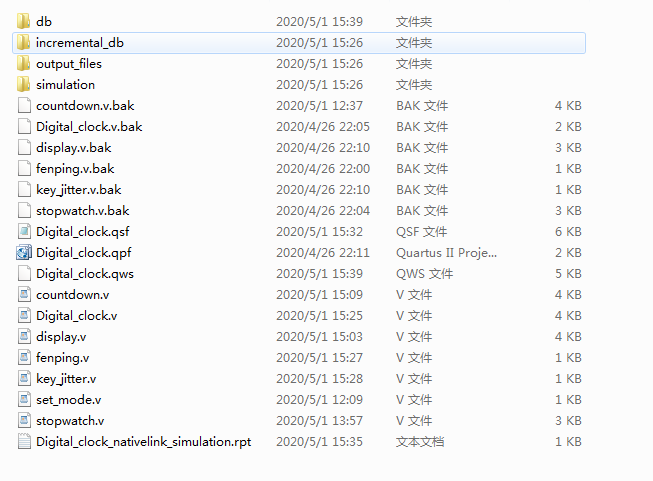 db 2020/5/1 15:39 文件夹
incremental_db 2020/5/1 15:26 文件夹
output_files 2020/5/1 15:26 文件夹
simulation 2020/5/1 15:26 文件夹
countdown.v.bak 2020/5/1 12:37 BAK 文件 4 KB
Digital_clock.v.bak 2020/4/26 22:05 BAK 文件 2 KB
display.v.bak 2020/4/26 22:10 BAK 文件 3 KB
fenping.v.bak 2020/4/26 22:00 BAK 文件 1 KB
key_jitter.v.bak 2020/4/26 22:10 BAK 文件 1 KB
stopwatch.v.bak 2020/4/26 22:04 BAK 文件 3 KB
Digital_clock.qsf 2020/5/1 15:32 QSF 文件 6 KB
Digital_clock.qpf 2020/4/26 22:11 Quartus II Proje... 2 KB
Digital_clock.qws 2020/5/1 15:39 QWS 文件 5 KB
countdown.v 2020/5/1 15:09 V 文件 4 KB
Digital_clock.v 2020/5/1 15:25 V 文件 4 KB
display.v 2020/5/1 15:03 V 文件 4 KB
fenping.v 2020/5/1 15:27 V 文件 1 KB
key_jitter.v 2020/5/1 15:28 V 文件 1 KB
set_mode.v 2020/5/1 12:09 V 文件 1 KB
stopwatch.v 2020/5/1 13:57 V 文件 3 KB
Digital_clock_nativelink_simulation.rpt 2020/5/1 15:35 文本文档 1 KB